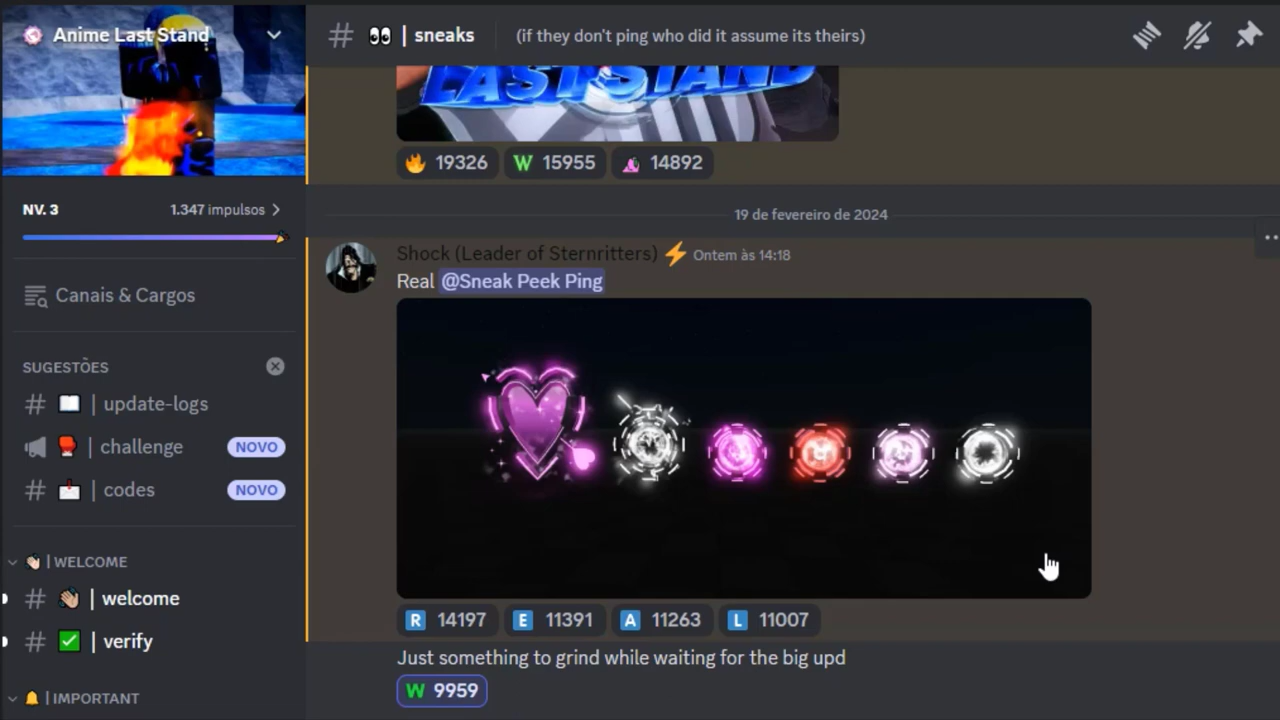 Anime Last Stand
NV. 3 1.347 impulsos
Canais & Cargos
SUGESTÕES
# | update-logs
| challenge NOVO
# | codes NOVO
| WELCOME
# 👋🏼 | welcome
# ✅ | verify
🔔 | IMPORTANT
# 👀 | sneaks (if they don't ping who did it assume its theirs)
LAST STAND
🔥 19326 W 15955 14892
19 de fevereiro de 2024
Shock (Leader of Sternritters) ⚡ Ontem às 14:18
Real @Sneak Peek Ping
R 14197 E 11391 A 11263 L 11007
Just something to grind while waiting for the big upd
W 9959